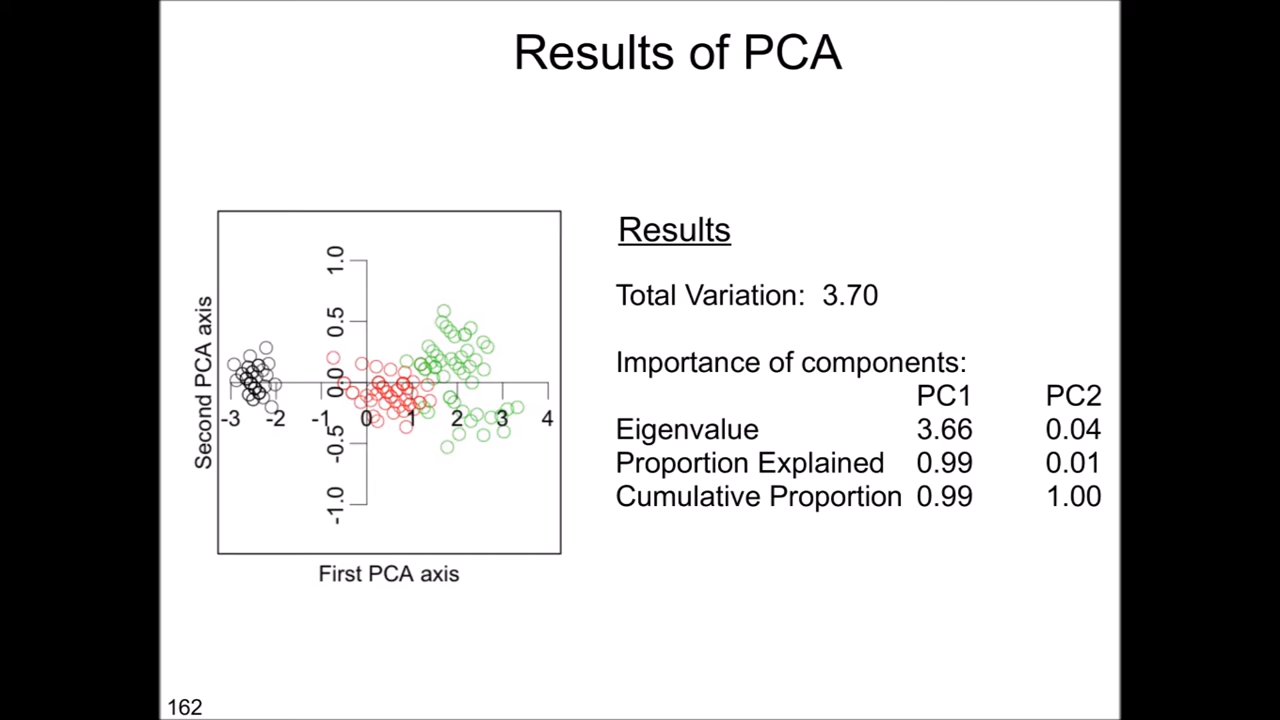 Results of PCA
Results
Total Variation: 3.70
Importance of components:
PC1 PC2
Eigenvalue 3.66 0.04
Proportion Explained 0.99 0.01
Cumulative Proportion 0.99 1.00
Second PCA axis
1.0
0.5
0.0
-0.5
-1.0
-3 -2 -1 0 1 2 3 4
First PCA axis
162